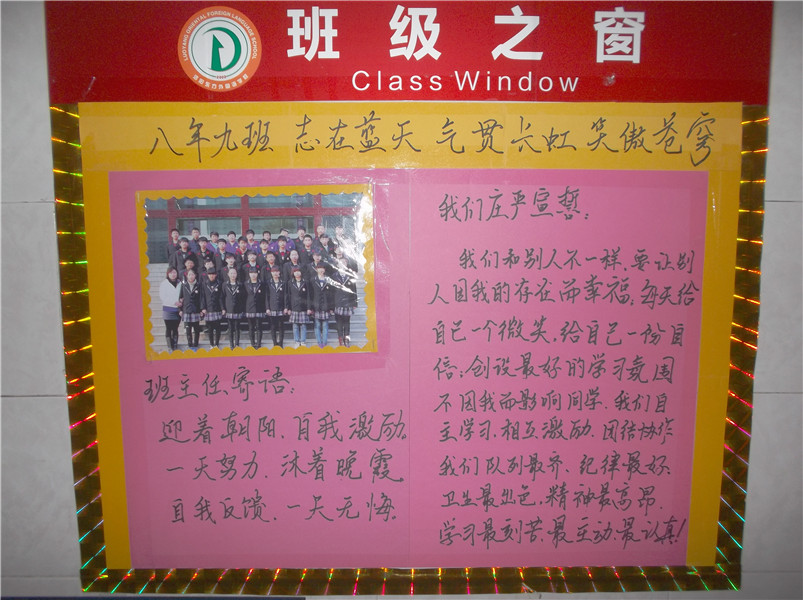 LUOYANG ORIENTAL FOREIGN LANGUAGE SCHOOL
班级之窗
Class Window
八年九班 志在蓝天 气贯长虹 笑傲苍穹
班主任寄语:
迎着朝阳、自我激励、
一天努力、沐着晚霞
自我反馈、一天无悔.
我们庄严宣誓:
我们和别人不一样、要让别
人因我的存在而幸福;每天给
自己一个微笑、给自己一份自
信;创设最好的学习氛围
不因我而影响同学、我们自
主学习、相互激励、团结协作
我们队列最齐、纪律最好、
卫生最出色、精神最高昂、
学习最刻苦、最主动、最认真!